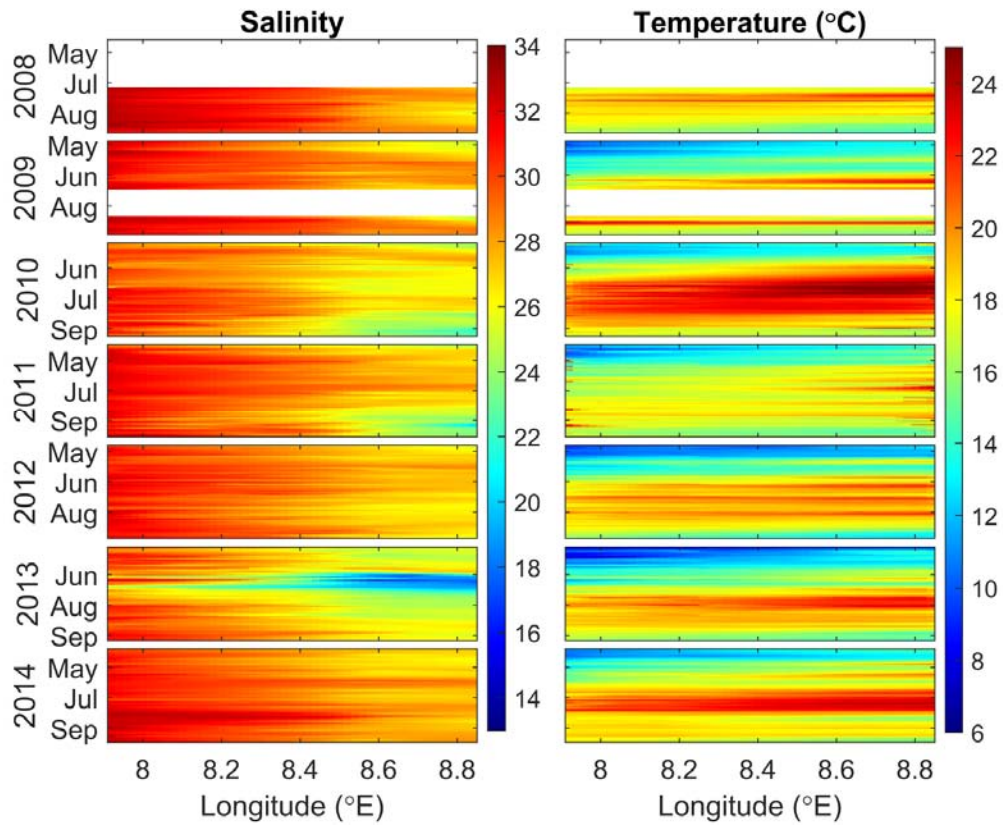 Salinity
Temperature (°C)
2008
May
Jul
Aug
2009
May
Jun
Aug
2010
Jun
Jul
Sep
2011
May
Jul
Sep
2012
May
Jun
Aug
2013
Jun
Aug
Sep
2014
May
Jul
Sep
34
32
30
28
26
24
22
20
18
16
14
24
22
20
18
16
14
12
10
8
6
8 8.2 8.4 8.6 8.8
8 8.2 8.4 8.6 8.8
Longitude (°E)
Longitude (°E)